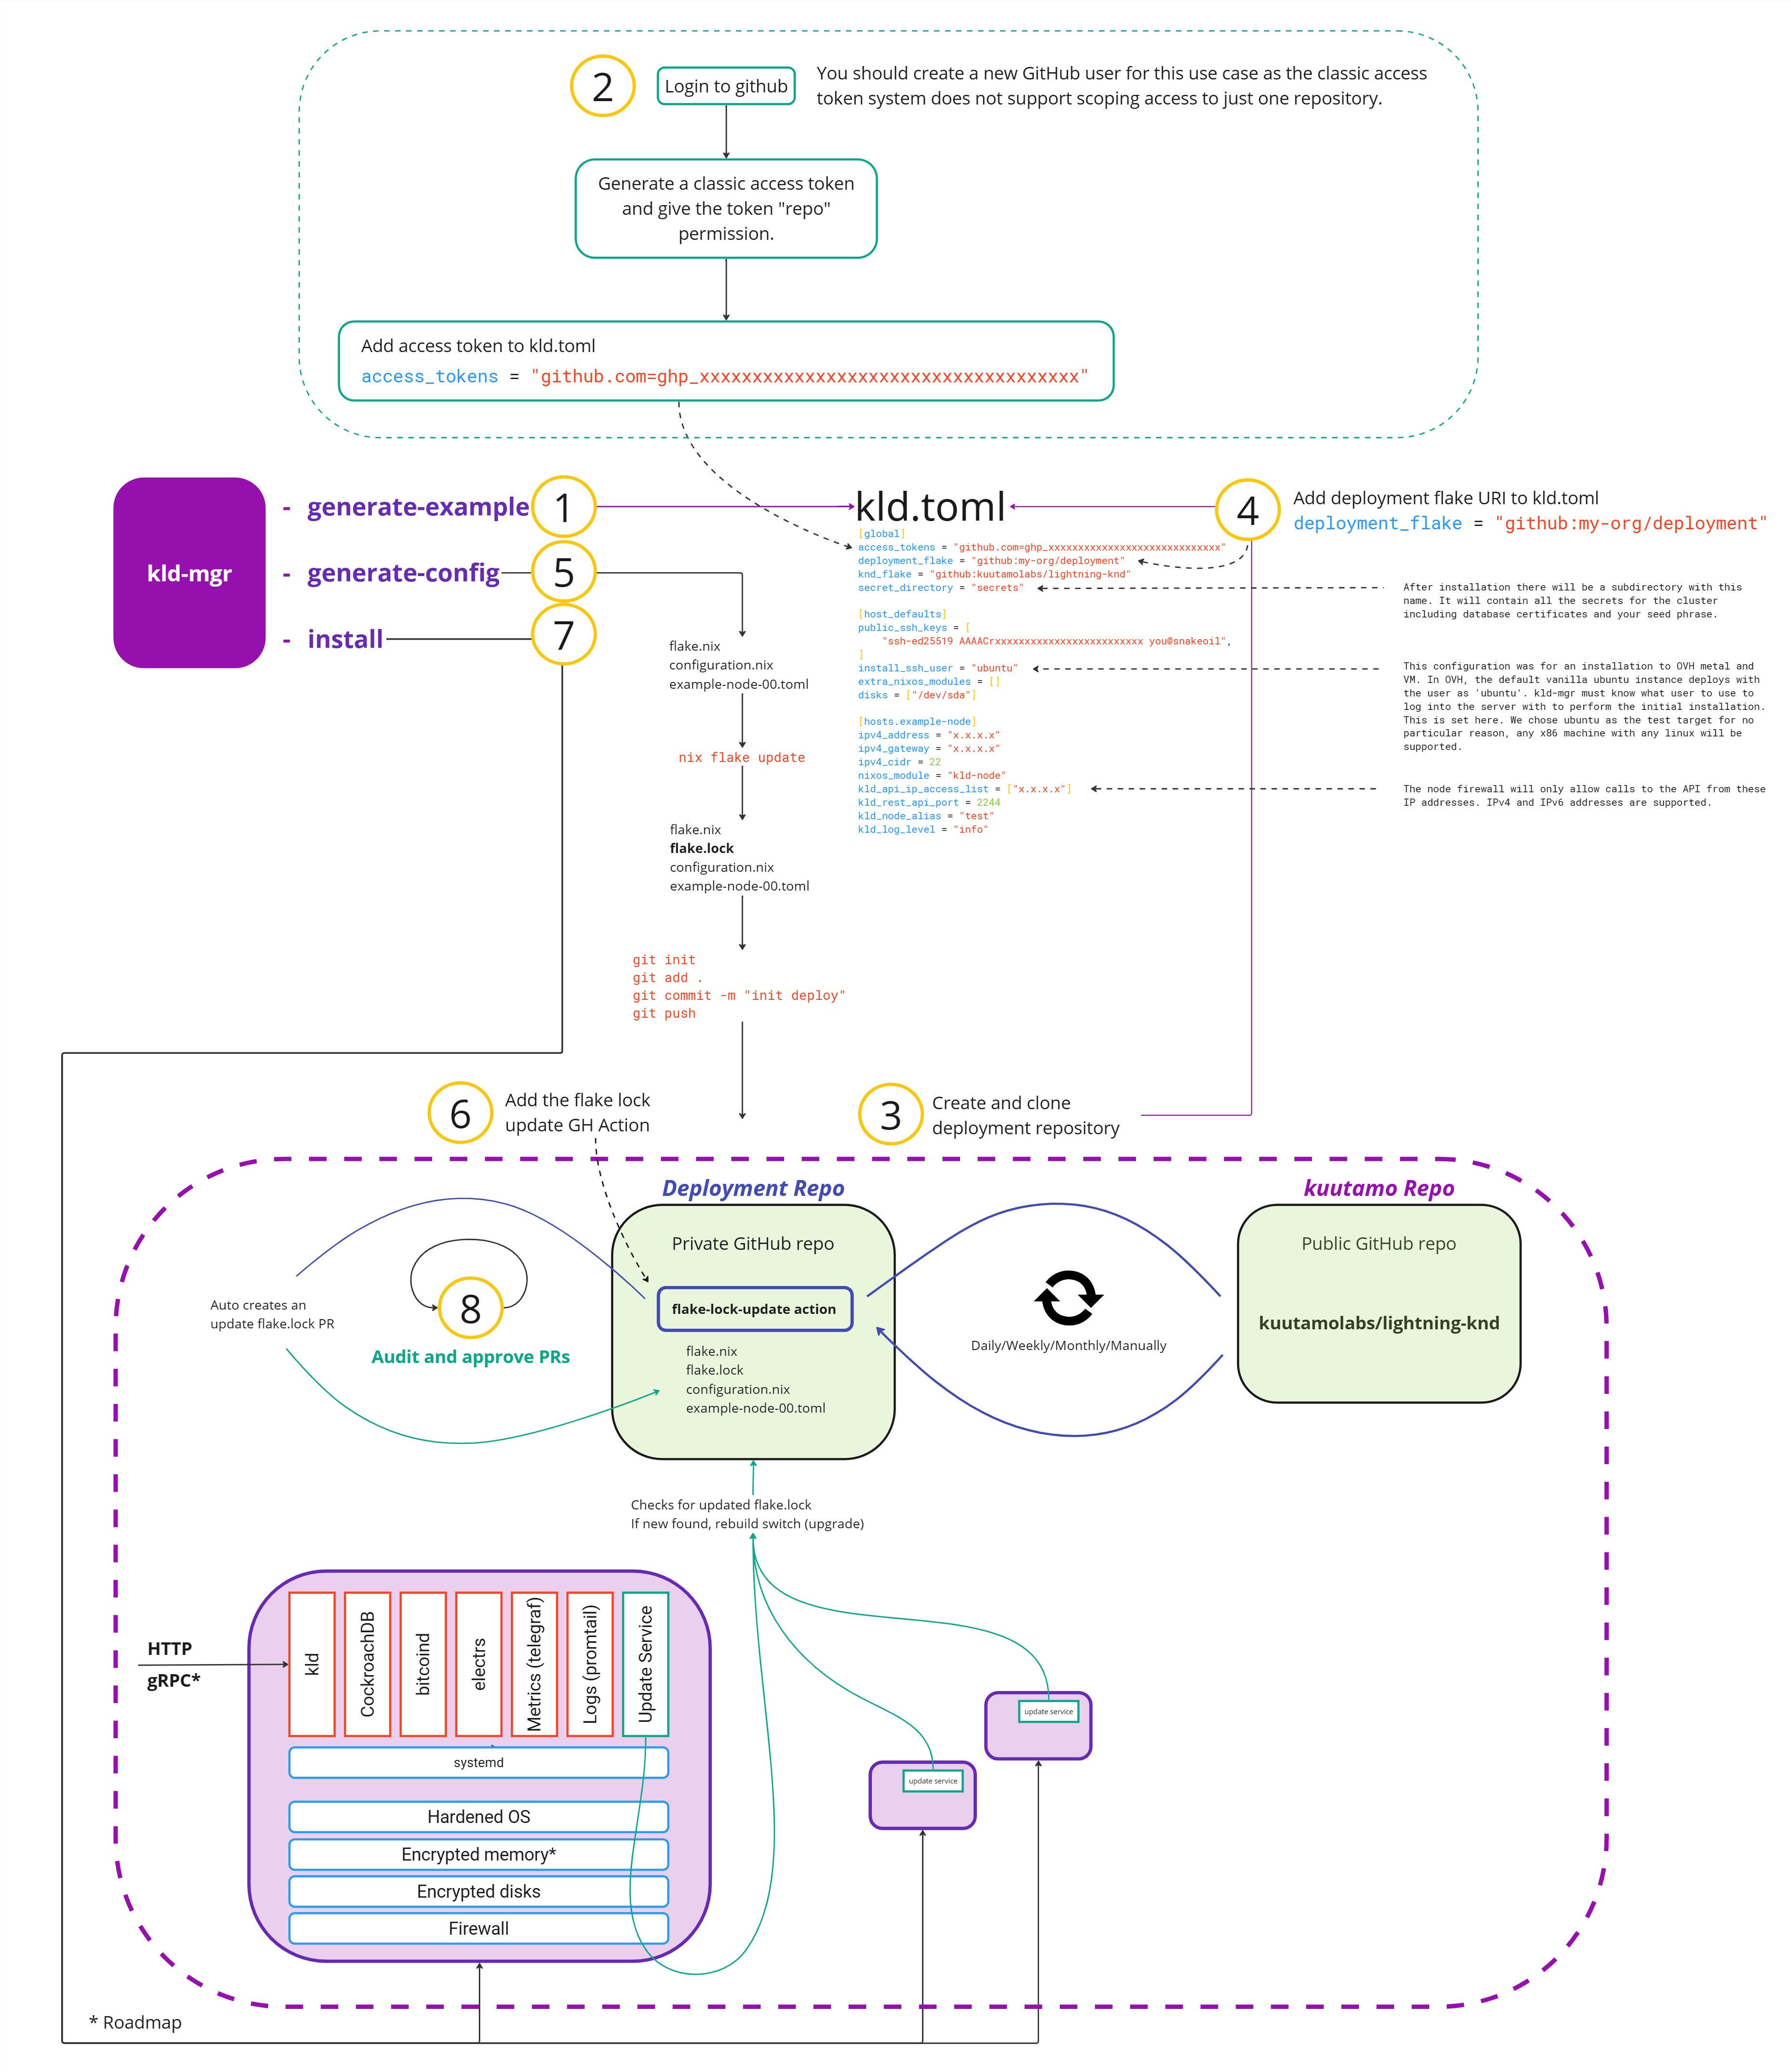 2
Login to github
You should create a new GitHub user for this use case as the classic access
token system does not support scoping access to just one repository.
Generate a classic access token
and give the token "repo"
permission.
Add access token to kld.toml
access_tokens = "github.com=ghp_xxxxxxxxxxxxxxxxxxxxxxxxxxxxxxxxxxxx"
kld-mgr
- generate-example
1
- generate-config
5
- install
7
kld.toml
[global]
access_tokens = "github.com=ghp_xxxxxxxxxxxxxxxxxxxxxxxxxxxxx"
deployment_flake = "github:my-org/deployment"
knd_flake = "github:kuutamolabs/lightning-knd"
secret_directory = "secrets"
[host_defaults]
public_ssh_keys = [
"ssh-ed25519 AAAACrxxxxxxxxxxxxxxxxxxxxxxxxx you@snakeoil",
]
install_ssh_user = "ubuntu"
extra_nixos_modules = []
disks = ["/dev/sda"]
[hosts.example-node]
ipv4_address = "x.x.x.x"
ipv4_gateway = "x.x.x.x"
ipv4_cidr = 22
nixos_module = "kld-node"
kld_api_ip_access_list = ["x.x.x.x"]
kld_rest_api_port = 2244
kld_node_alias = "test"
kld_log_level = "info"
4
Add deployment flake URI to kld.toml
deployment_flake = "github:my-org/deployment"
After installation there will be a subdirectory with this
name. It will contain all the secrets for the cluster
including database certificates and your seed phrase.
This configuration was for an installation to OVH metal and
VM. In OVH, the default vanilla ubuntu instance deploys with
the user as 'ubuntu'. kld-mgr must know what user to use to
log into the server with to perform the initial installation.
This is set here. We chose ubuntu as the test target for no
particular reason, any x86 machine with any linux will be
supported.
The node firewall will only allow calls to the API from these
IP addresses. IPv4 and IPv6 addresses are supported.
flake.nix
configuration.nix
example-node-00.toml
nix flake update
flake.nix
flake.lock
configuration.nix
example-node-00.toml
git init
git add .
git commit -m "init deploy"
git push
6
Add the flake lock
update GH Action
3
Create and clone
deployment repository
Deployment Repo
kuutamo Repo
Private GitHub repo
flake-lock-update action
flake.nix
flake.lock
configuration.nix
example-node-00.toml
Public GitHub repo
kuutamolabs/lightning-knd
Daily/Weekly/Monthly/Manually
Auto creates an
update flake.lock PR
8
Audit and approve PRs
Checks for updated flake.lock
If new found, rebuild switch (upgrade)
HTTP
gRPC*
kld
CockroachDB
bitcoind
electrs
Metrics (telegraf)
Logs (promtail)
Update Service
systemd
Hardened OS
Encrypted memory*
Encrypted disks
Firewall
update service
update service
* Roadmap